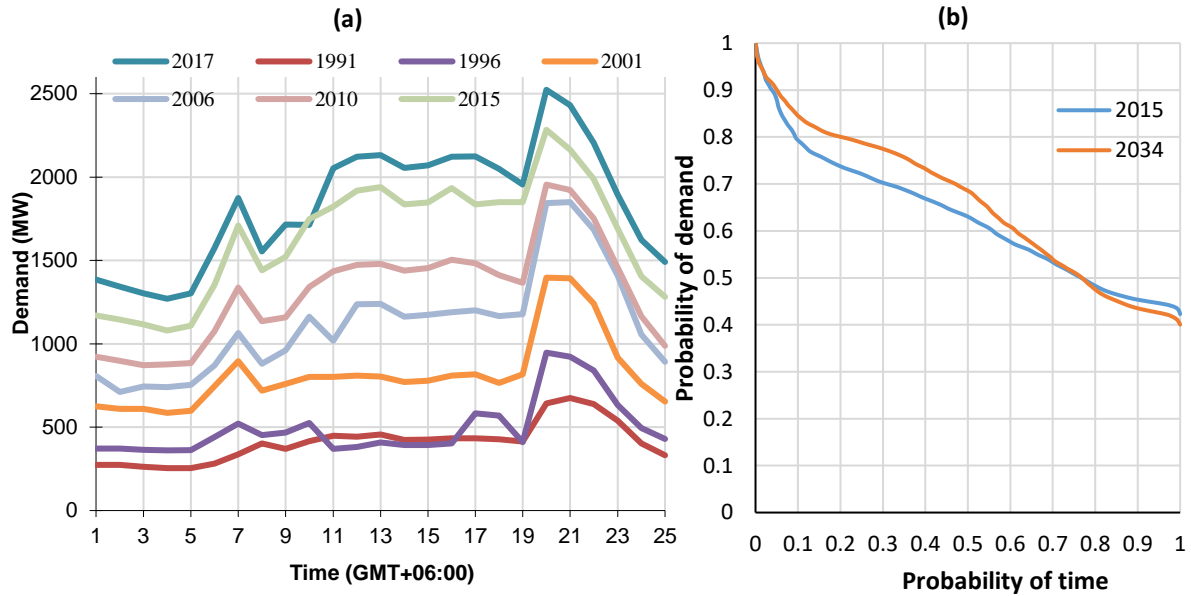 (a)
2017 1991 1996 2001
2006 2010 2015
2500
2000
1500
1000
500
0
Demand (MW)
1 3 5 7 9 11 13 15 17 19 21 23 25
Time (GMT+06:00)
(b)
1
0.9
0.8
0.7
0.6
0.5
0.4
0.3
0.2
0.1
0
Probability of demand
2015
2034
0 0.1 0.2 0.3 0.4 0.5 0.6 0.7 0.8 0.9 1
Probability of time